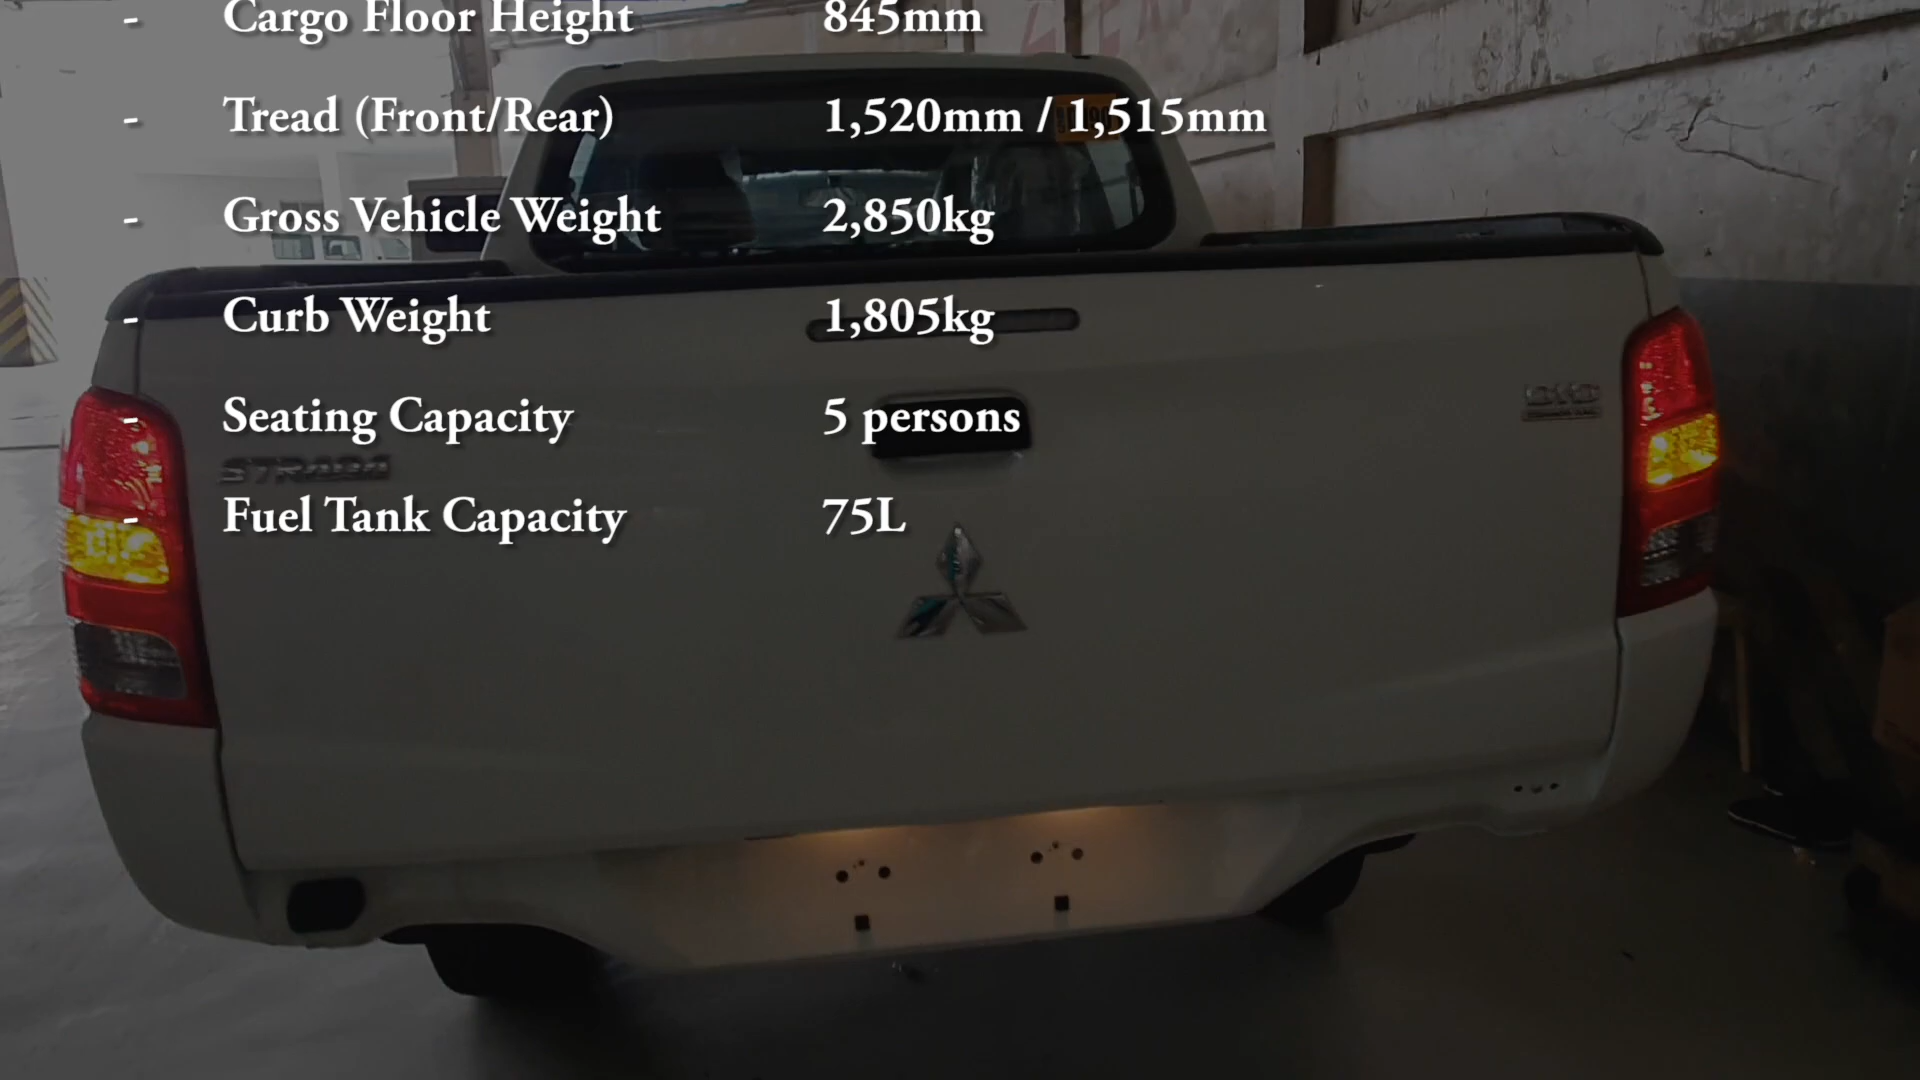 - Cargo Floor Height 845mm
- Tread (Front/Rear) 1,520mm / 1,515mm
- Gross Vehicle Weight 2,850kg
- Curb Weight 1,805kg
- Seating Capacity 5 persons
STRADA
- Fuel Tank Capacity 75L